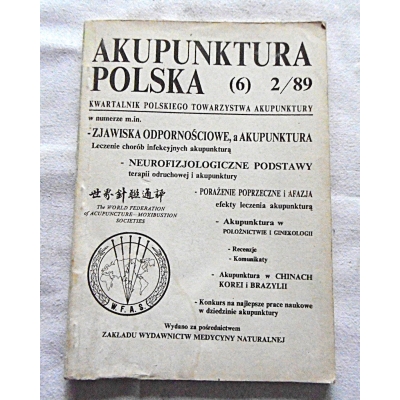 AKUPUNKTURA
POLSKA (6) 2/89
KWARTALNIK POLSKIEGO TOWARZYSTWA AKUPUNKTURY
w numerze m.in.
- ZJAWISKA ODPORNOŚCIOWE, a AKUPUNKTURA
Leczenie chorób infekcyjnych akupunkturą
- NEUROFIZJOLOGICZNE PODSTAWY
terapii odruchowej i akupunktury
世界針聯通評
The WORLD FEDERATION
of ACUPUNCTURE-MOXIBUSTION
SOCIETIES
- PORAŻENIE POPRZECZNE i AFAZJA
efekty leczenia akupunkturą
- Akupunktura w
POŁOŻNICTWIE I GINEKOLOGII
- Recenzje
- Komunikaty
- Akupunktura w CHINACH
KOREI i BRAZYLII
- Konkurs na najlepsze prace naukowe
w dziedzinie akupunktury
W.F.A.S.
Wydano za pośrednictwem
ZAKŁADU WYDAWNICTW MEDYCYNY NATURALNEJ